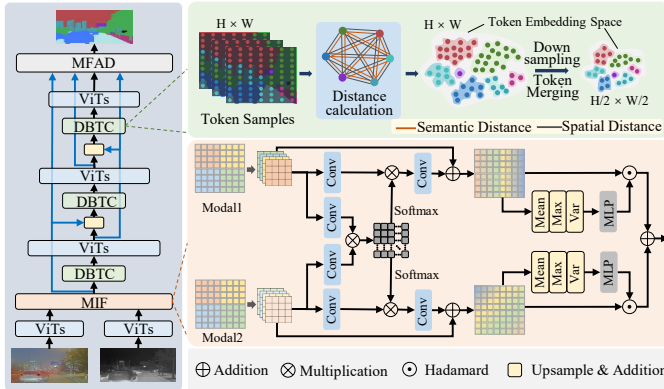 MFAD
ViTs
DBTC
ViTs
DBTC
ViTs
DBTC
MIF
ViTs
ViTs
H × W
Token Samples
Distance
calculation
H × W
Token Embedding Space
Down
sampling
Token
Merging
H/2 × W/2
Semantic Distance
Spatial Distance
Modal1
Conv
Conv
Softmax
Mean
Max
Var
MLP
Conv
Conv
Softmax
Modal2
Conv
Conv
Mean
Max
Var
MLP
Addition
Multiplication
Hadamard
Upsample & Addition